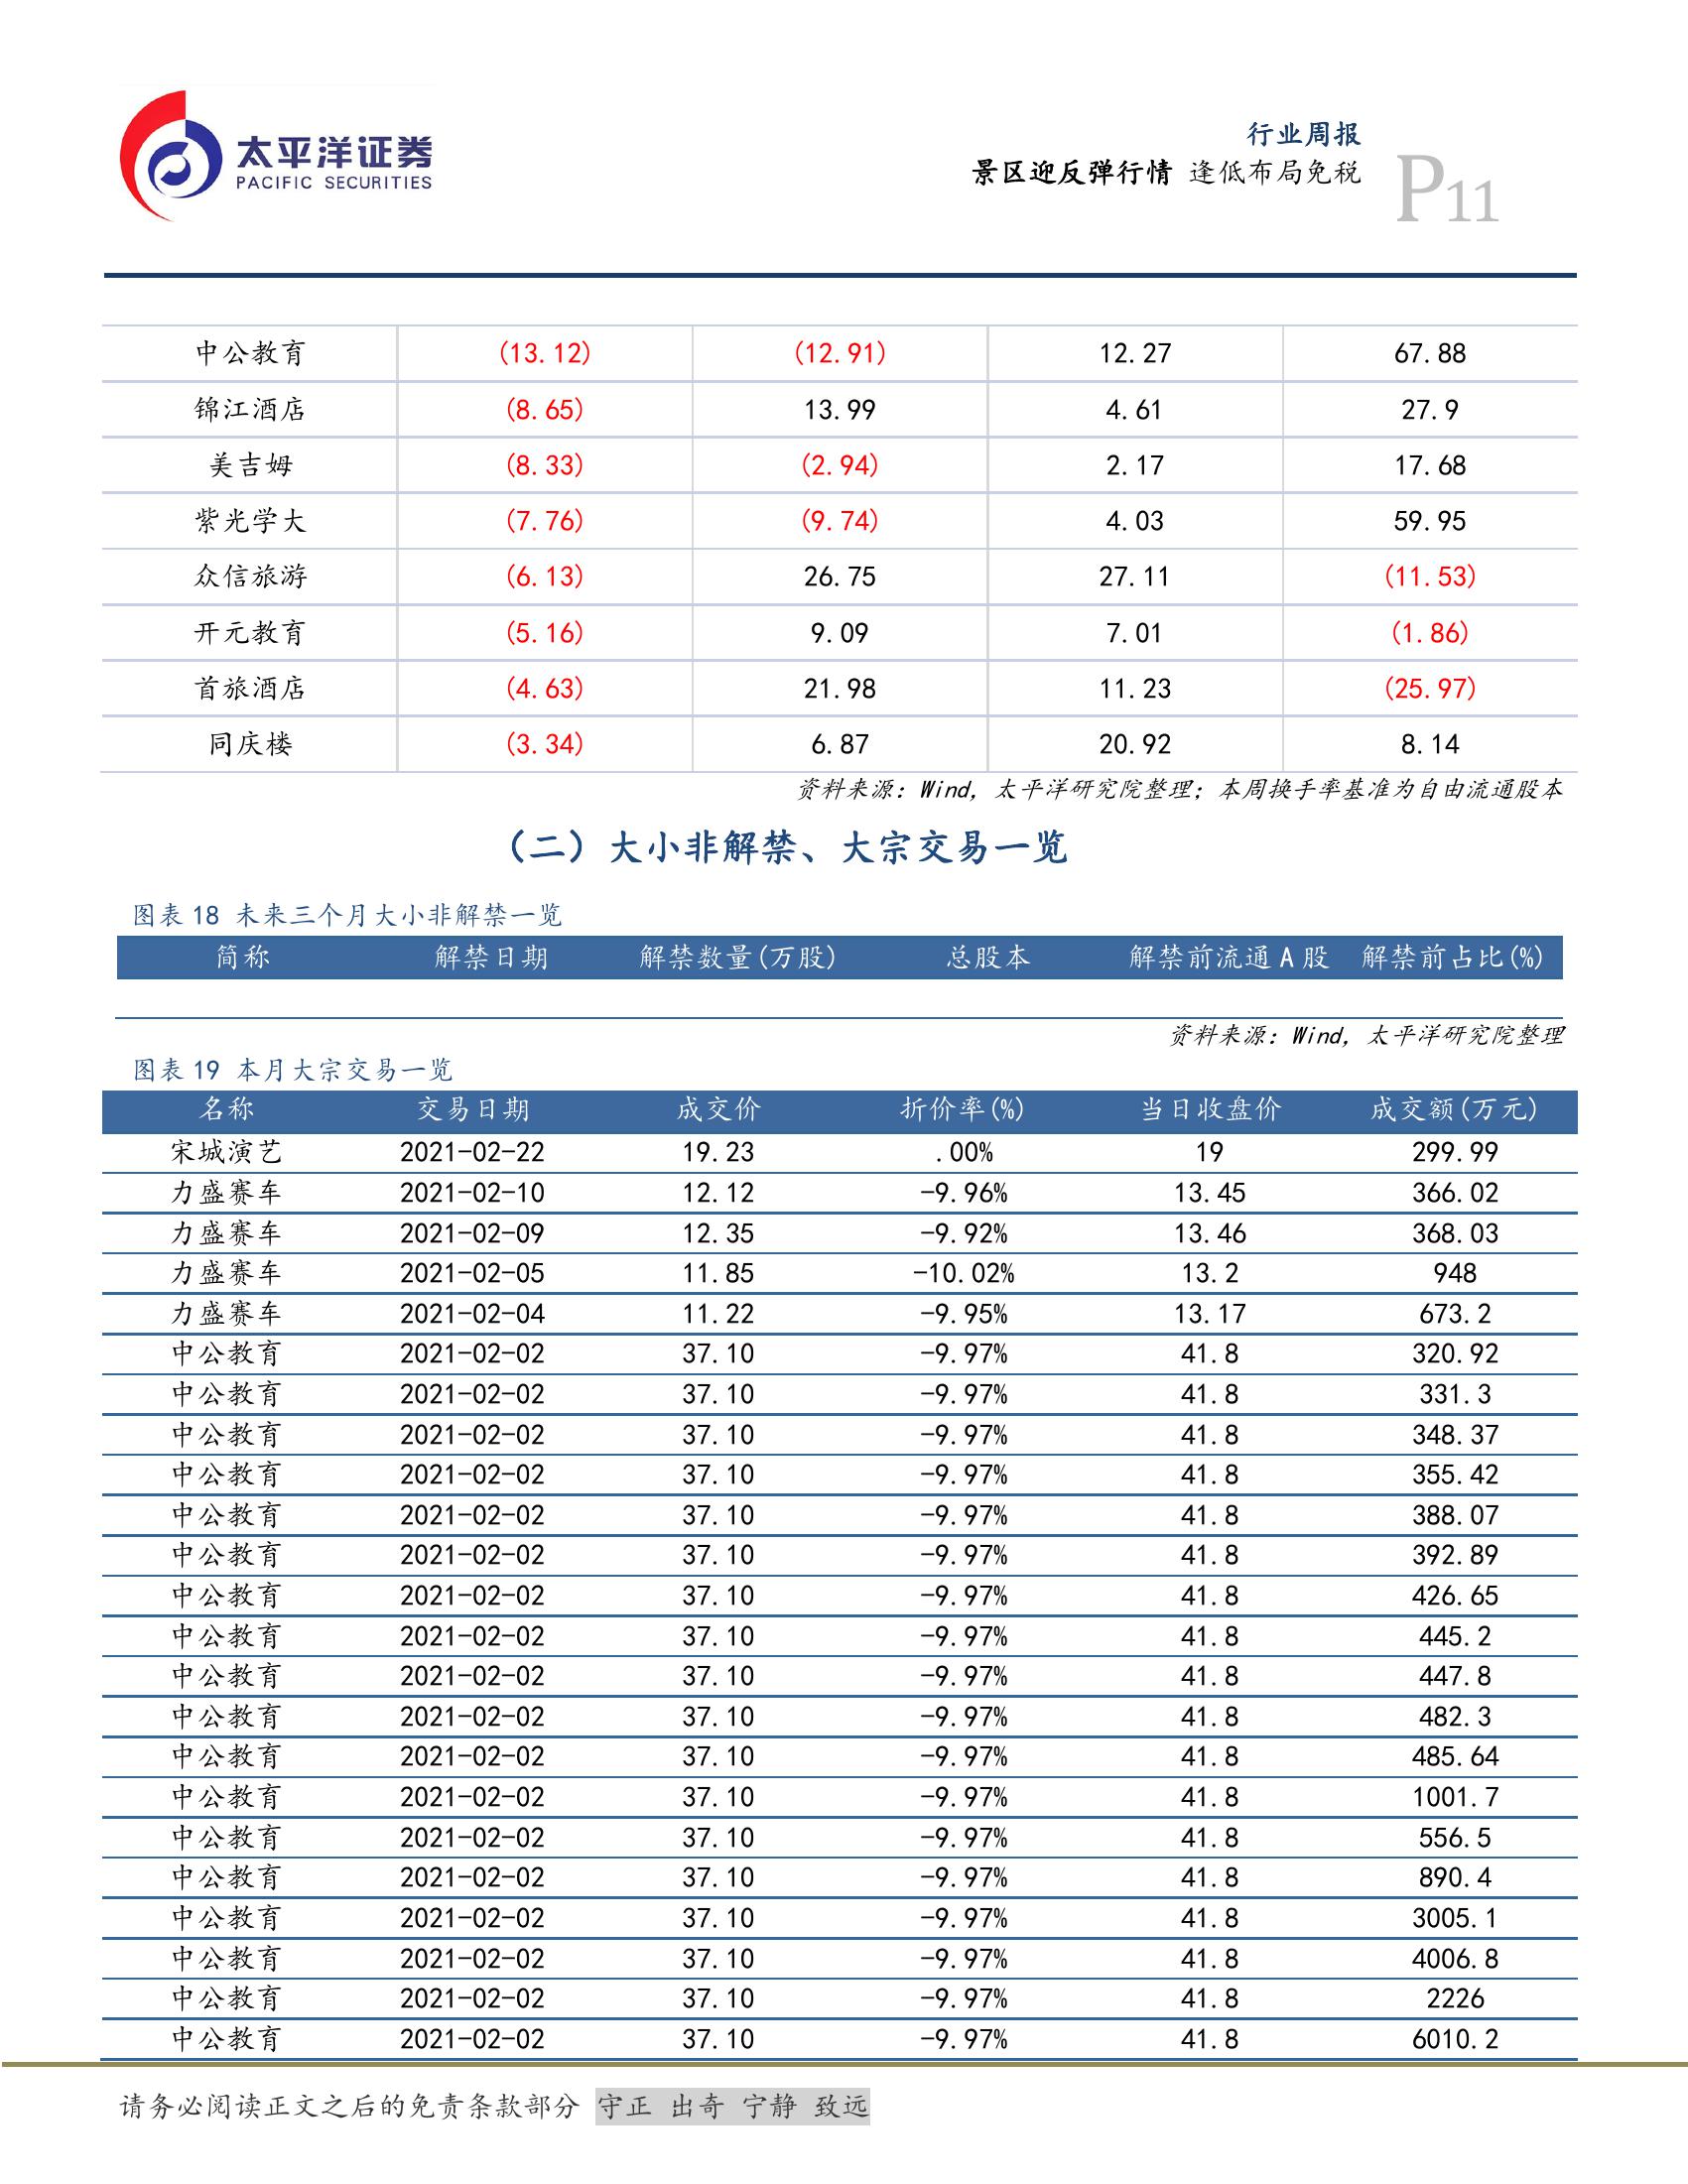 太平洋证券
PACIFIC SECURITIES
行业周报
景区迎反弹行情 逢低布局免税
P11
中公教育 (13.12) (12.91) 12.27 67.88
锦江酒店 (8.65) 13.99 4.61 27.9
美吉姆 (8.33) (2.94) 2.17 17.68
紫光学大 (7.76) (9.74) 4.03 59.95
众信旅游 (6.13) 26.75 27.11 (11.53)
开元教育 (5.16) 9.09 7.01 (1.86)
首旅酒店 (4.63) 21.98 11.23 (25.97)
同庆楼 (3.34) 6.87 20.92 8.14
资料来源：Wind，太平洋研究院整理；本周换手率基准为自由流通股本
（二）大小非解禁、大宗交易一览
图表 18 未来三个月大小非解禁一览
简称 解禁日期 解禁数量(万股) 总股本 解禁前流通 A 股 解禁前占比(%)
资料来源：Wind，太平洋研究院整理
图表 19 本月大宗交易一览
名称 交易日期 成交价 折价率(%) 当日收盘价 成交额(万元)
宋城演艺 2021-02-22 19.23 .00% 19 299.99
力盛赛车 2021-02-10 12.12 -9.96% 13.45 366.02
力盛赛车 2021-02-09 12.35 -9.92% 13.46 368.03
力盛赛车 2021-02-05 11.85 -10.02% 13.2 948
力盛赛车 2021-02-04 11.22 -9.95% 13.17 673.2
中公教育 2021-02-02 37.10 -9.97% 41.8 320.92
中公教育 2021-02-02 37.10 -9.97% 41.8 331.3
中公教育 2021-02-02 37.10 -9.97% 41.8 348.37
中公教育 2021-02-02 37.10 -9.97% 41.8 355.42
中公教育 2021-02-02 37.10 -9.97% 41.8 388.07
中公教育 2021-02-02 37.10 -9.97% 41.8 392.89
中公教育 2021-02-02 37.10 -9.97% 41.8 426.65
中公教育 2021-02-02 37.10 -9.97% 41.8 445.2
中公教育 2021-02-02 37.10 -9.97% 41.8 447.8
中公教育 2021-02-02 37.10 -9.97% 41.8 482.3
中公教育 2021-02-02 37.10 -9.97% 41.8 485.64
中公教育 2021-02-02 37.10 -9.97% 41.8 1001.7
中公教育 2021-02-02 37.10 -9.97% 41.8 556.5
中公教育 2021-02-02 37.10 -9.97% 41.8 890.4
中公教育 2021-02-02 37.10 -9.97% 41.8 3005.1
中公教育 2021-02-02 37.10 -9.97% 41.8 4006.8
中公教育 2021-02-02 37.10 -9.97% 41.8 2226
中公教育 2021-02-02 37.10 -9.97% 41.8 6010.2
请务必阅读正文之后的免责条款部分 守正 出奇 宁静 致远